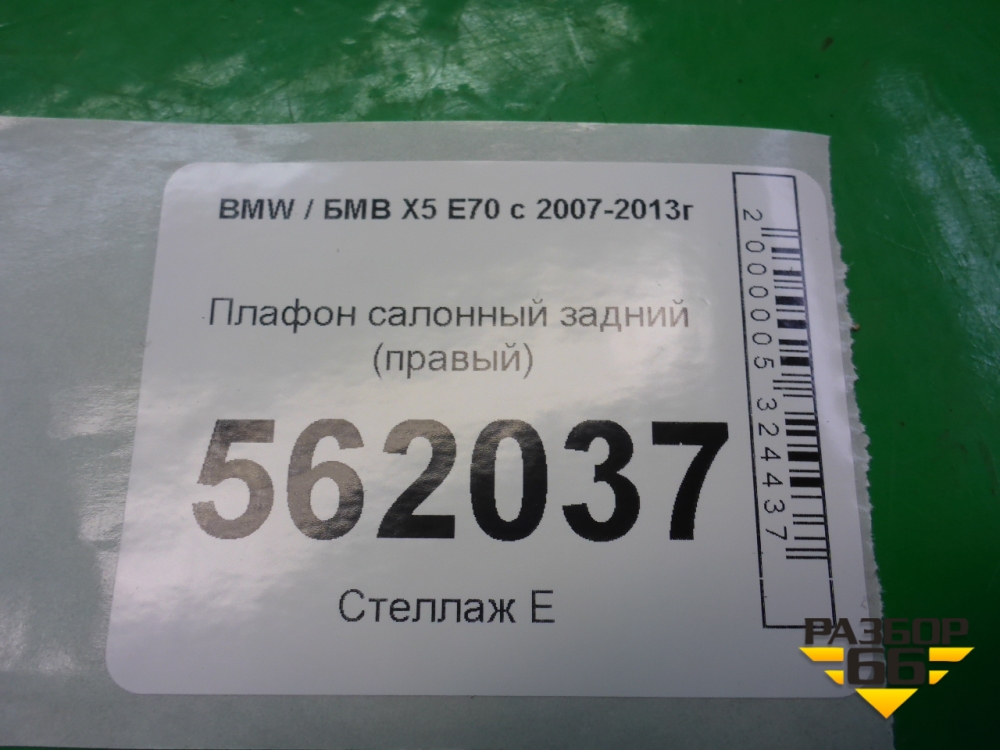 BMW / БМВ X5 E70 с 2007-2013г
Плафон салонный задний
(правый)
562037
Стеллаж Е
2000005324437
РАЗБОР
66